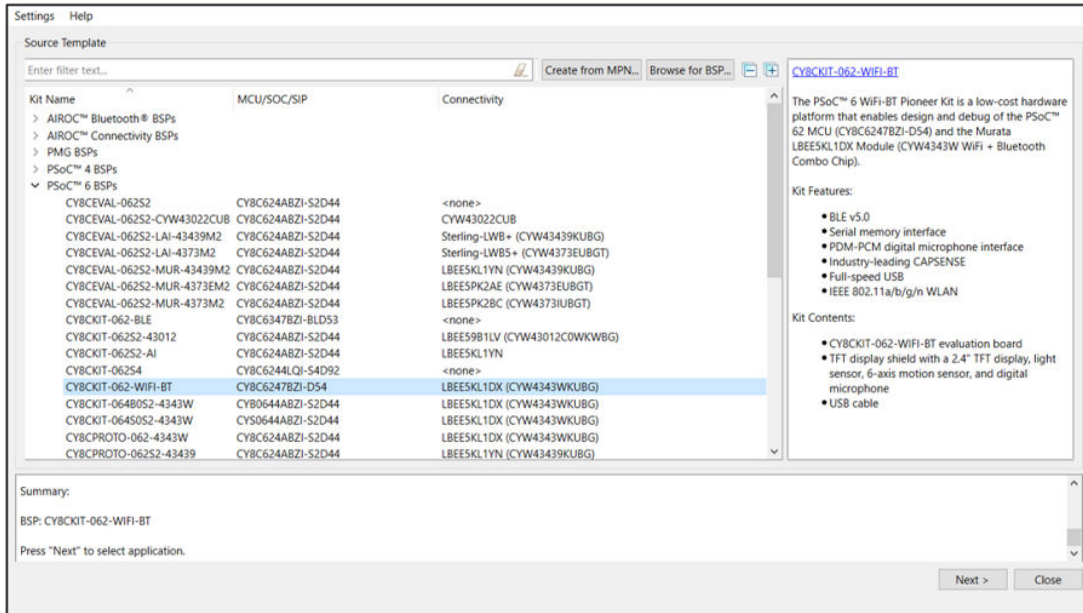 Settings Help
Source Template
Enter filter text...
Create from MPN... Browse for BSP...
Kit Name MCU/SOC/SIP Connectivity
AIROC™ Bluetooth® BSPs
AIROC™ Connectivity BSPs
PMG BSPs
PSoC™ 4 BSPs
PSoC™ 6 BSPs
CY8CEVAL-062S2 CY8C624ABZI-S2D44 <none>
CY8CEVAL-062S2-CYW43022CUB CY8C624ABZI-S2D44 CYW43022CUB
CY8CEVAL-062S2-LAI-43439M2 CY8C624ABZI-S2D44 Sterling-LWB+ (CYW43439KUBG)
CY8CEVAL-062S2-LAI-4373M2 CY8C624ABZI-S2D44 Sterling-LWB5+ (CYW4373EUBGT)
CY8CEVAL-062S2-MUR-43439M2 CY8C624ABZI-S2D44 LBEE5KL1YN (CYW43439KUBG)
CY8CEVAL-062S2-MUR-4373EM2 CY8C624ABZI-S2D44 LBEE5PK2AE (CYW4373EUBGT)
CY8CEVAL-062S2-MUR-4373M2 CY8C624ABZI-S2D44 LBEE5PK2BC (CYW4373IUBGT)
CY8CKIT-062-BLE CY8C6347BZI-BLD53 <none>
CY8CKIT-062S2-43012 CY8C624ABZI-S2D44 LBEE59B1LV (CYW43012C0WKWBG)
CY8CKIT-062S2-AI CY8C624ABZI-S2D44 LBEE5KL1YN
CY8CKIT-062S4 CY8C6244LQI-S4D92 <none>
CY8CKIT-062-WIFI-BT CY8C6247BZI-D54 LBEE5KL1DX (CYW4343WKUBG)
CY8CKIT-064B0S2-4343W CYB0644ABZI-S2D44 LBEE5KL1DX (CYW4343WKUBG)
CY8CKIT-064S0S2-4343W CYS0644ABZI-S2D44 LBEE5KL1DX (CYW4343WKUBG)
CY8CPROTO-062-4343W CY8C624ABZI-S2D44 LBEE5KL1DX (CYW4343WKUBG)
CY8CPROTO-062S2-43439 CY8C624ABZI-S2D44 LBEE5KL1YN (CYW43439KUBG)
CY8CKIT-062-WIFI-BT
The PSoC™ 6 WiFi-BT Pioneer Kit is a low-cost hardware
platform that enables design and debug of the PSoC™
62 MCU (CY8C6247BZI-D54) and the Murata
LBEE5KL1DX Module (CYW4343W WiFi + Bluetooth
Combo Chip).
Kit Features:
● BLE v5.0
● Serial memory interface
● PDM-PCM digital microphone interface
● Industry-leading CAPSENSE
● Full-speed USB
● IEEE 802.11a/b/g/n WLAN
Kit Contents:
● CY8CKIT-062-WIFI-BT evaluation board
● TFT display shield with a 2.4" TFT display, light
sensor, 6-axis motion sensor, and digital
microphone
● USB cable
Summary:
BSP: CY8CKIT-062-WIFI-BT
Press "Next" to select application.
Next > Close